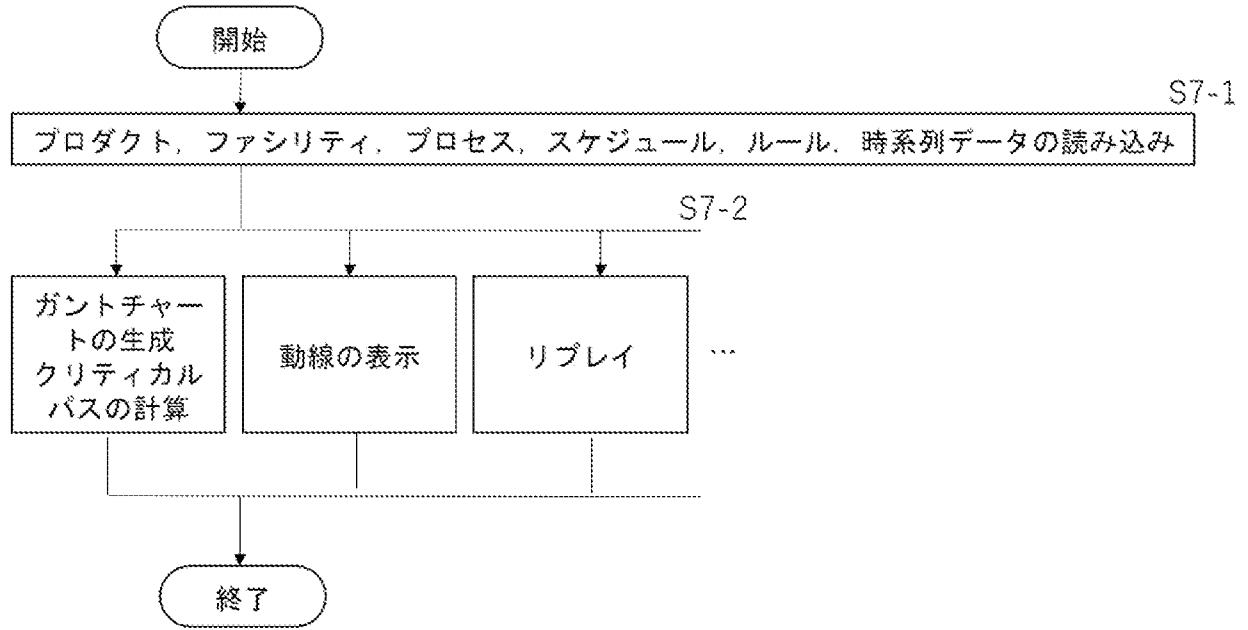 開始
S7-1
プロダクト, ファシリティ, プロセス, スケジュール, ルール, 時系列データの読み込み
S7-2
ガントチャー
トの生成
クリティカル
パスの計算
動線の表示
リプレイ
…
終了